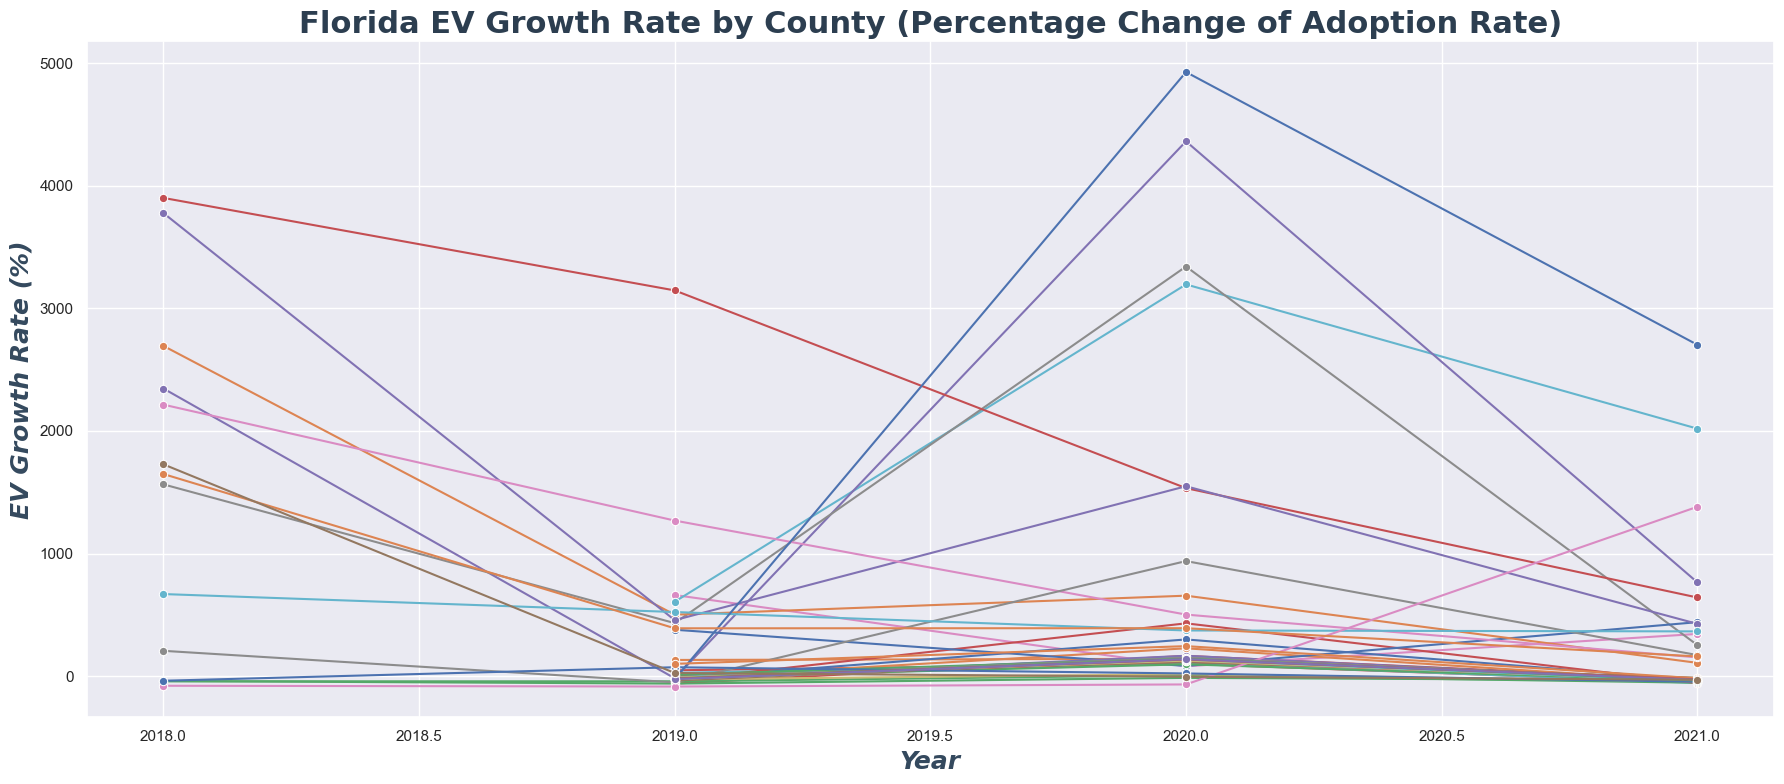 Florida EV Growth Rate by County (Percentage Change of Adoption Rate)
EV Growth Rate (%)
5000
4000
3000
2000
1000
0
2018.0 2018.5 2019.0 2019.5 2020.0 2020.5 2021.0
Year